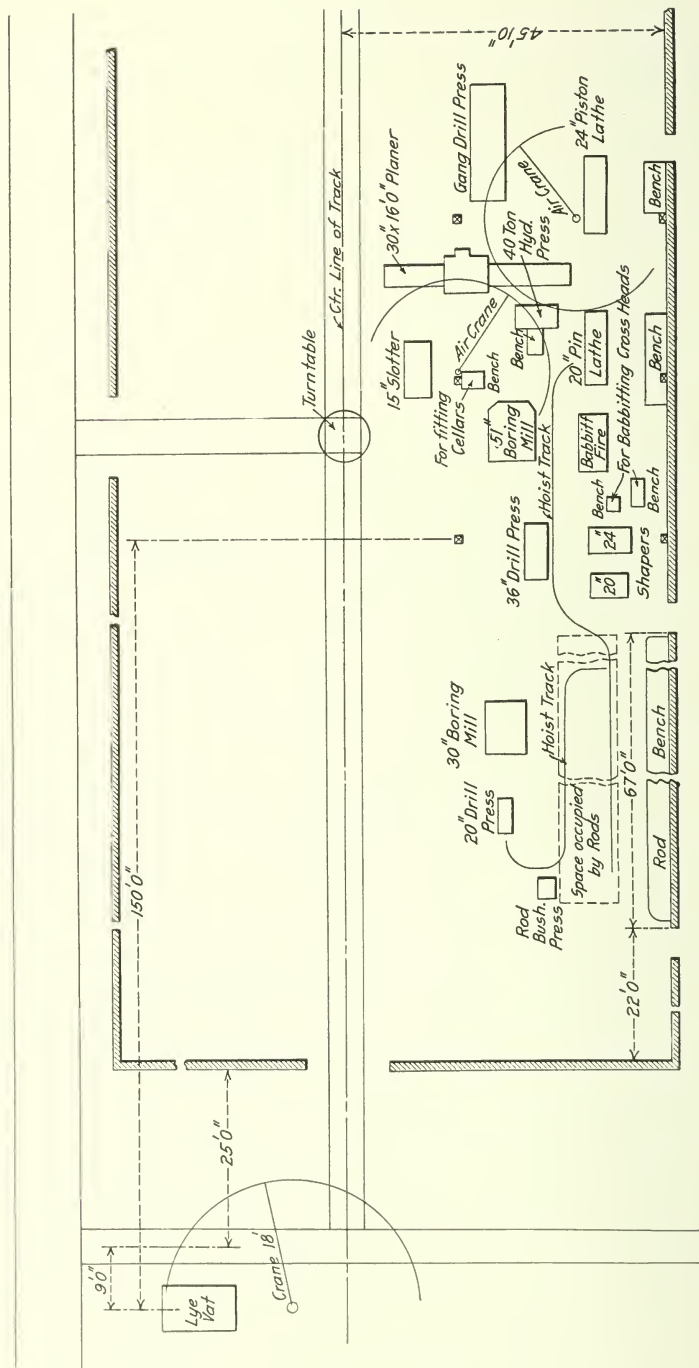 Lye
Vat
9'0"
Crane 18'
25'0"
150'0"
Turntable
Ctr. Line of Track
45'10"
15" Slotter
30"x16'0" Planer
Gang Drill Press
For fitting
Cellars
Bench
Air Crane
Bench
40 Ton
Hyd.
Press
Air Crane
24" Piston
Lathe
51"
Boring
Mill
20" Pin
Lathe
Bench
Bench
Babbitt
Fire
For Babbitting Cross Heads
Bench
Bench
Hoist Track
36" Drill Press
24"
20"
Shapers
30" Boring
Mill
20" Drill
Press
Rod
Bush.
Press
Hoist Track
Space occupied
by Rods
67'0"
22'0"
Rod
Bench